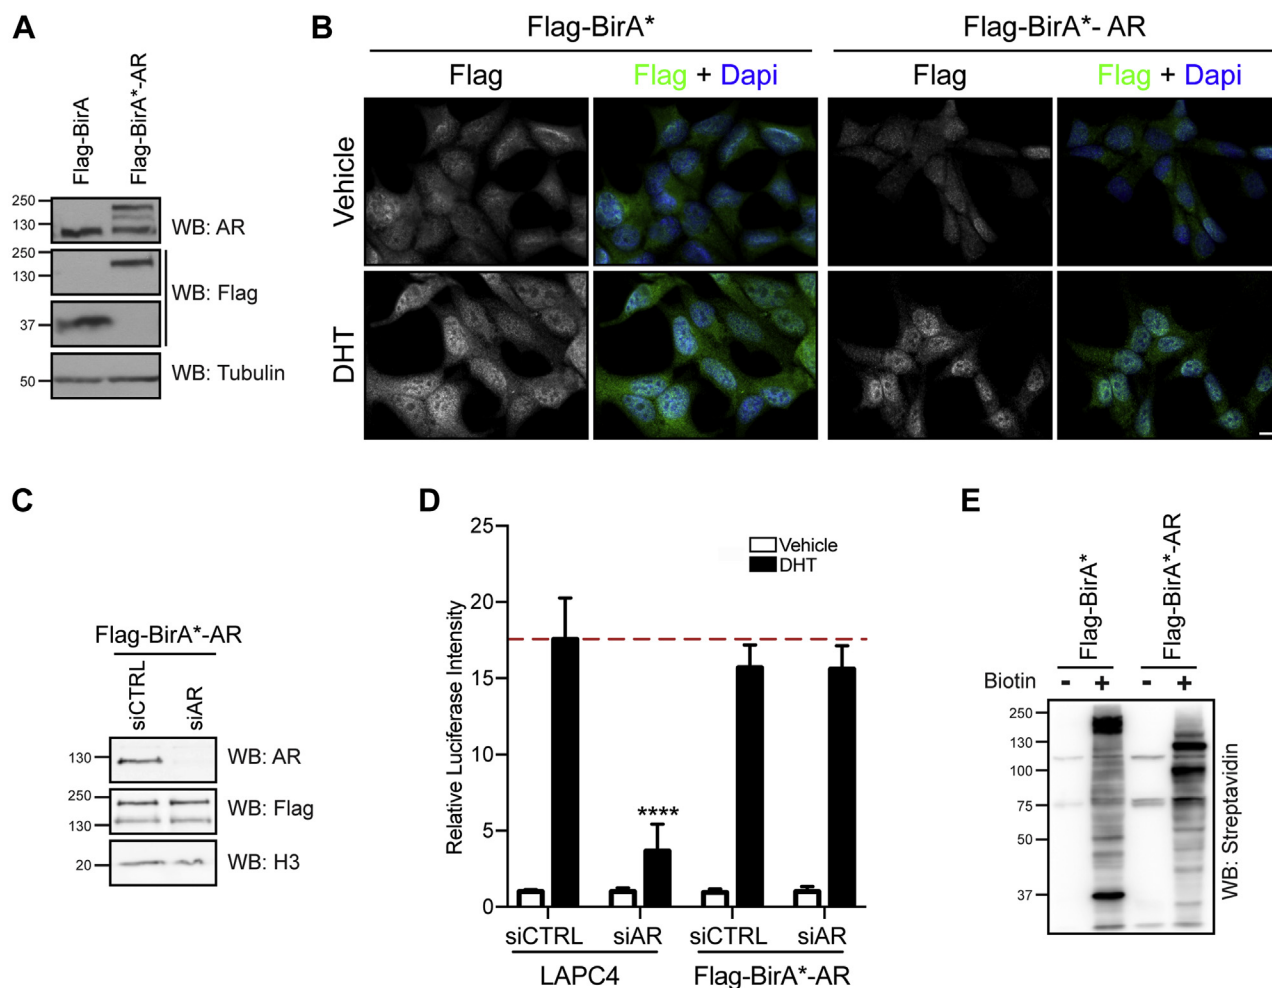 A
Flag-BirA
Flag-BirA*-AR
250
130
WB: AR
250
130
WB: Flag
37
50
WB: Tubulin
B
Flag-BirA*
Flag-BirA*- AR
Flag
Flag + Dapi
Flag
Flag + Dapi
Vehicle
DHT
C
Flag-BirA*-AR
siCTRL
siAR
130
WB: AR
250
130
WB: Flag
20
WB: H3
D
Relative Luciferase Intensity
25
20
15
10
5
0
Vehicle
DHT
****
siCTRL siAR siCTRL siAR
LAPC4 Flag-BirA*-AR
E
Flag-BirA*
Flag-BirA*-AR
Biotin - + - +
250
130
100
75
50
37
WB: Streptavidin